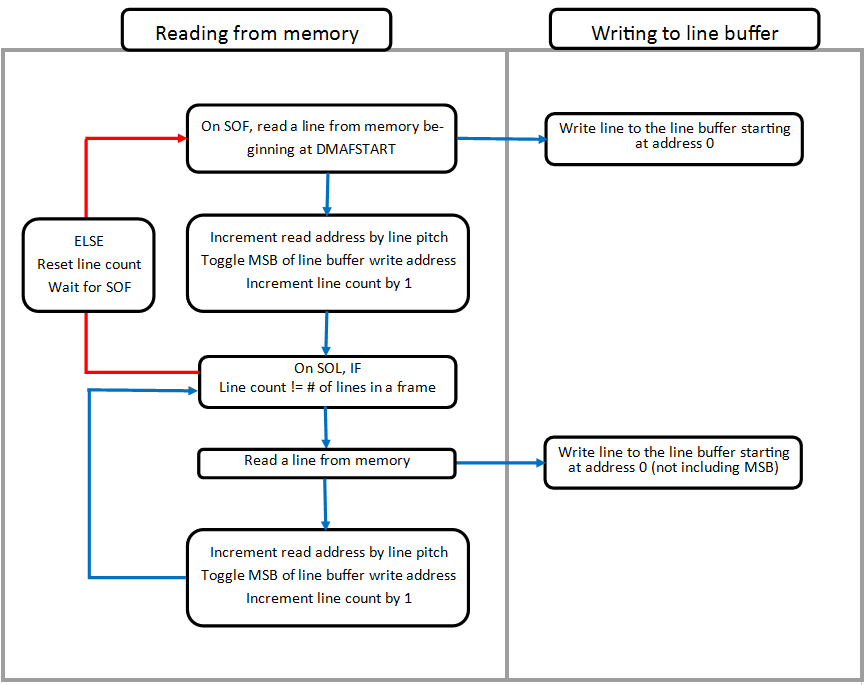 Reading from memory
Writing to line buffer
On SOF, read a line from memory be-
ginning at DMAFSTART
Write line to the line buffer starting
at address 0
Increment read address by line pitch
Toggle MSB of line buffer write address
Increment line count by 1
ELSE
Reset line count
Wait for SOF
On SOL, IF
Line count != # of lines in a frame
Read a line from memory
Write line to the line buffer starting
at address 0 (not including MSB)
Increment read address by line pitch
Toggle MSB of line buffer write address
Increment line count by 1